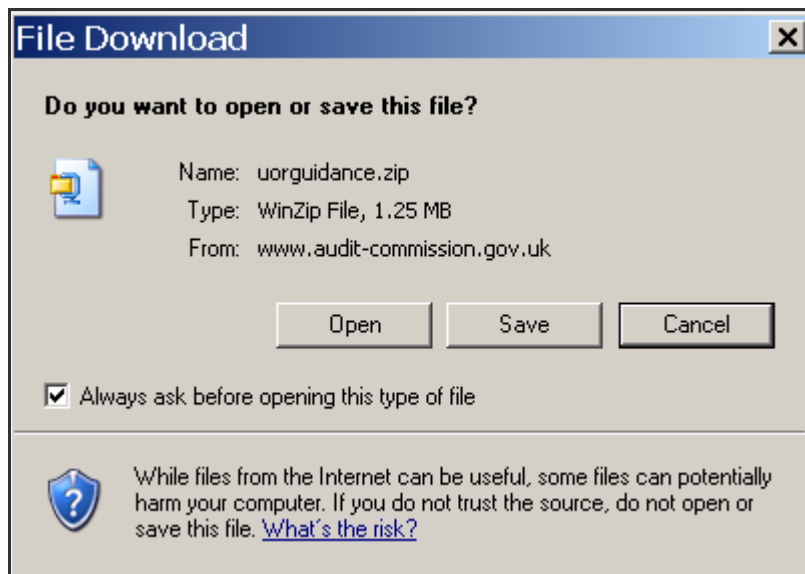 File Download
Do you want to open or save this file?
Name: uorguidance.zip
Type: WinZip File, 1.25 MB
From: www.audit-commission.gov.uk
Open Save Cancel
Always ask before opening this type of file
While files from the Internet can be useful, some files can potentially
harm your computer. If you do not trust the source, do not open or
save this file. What's the risk?